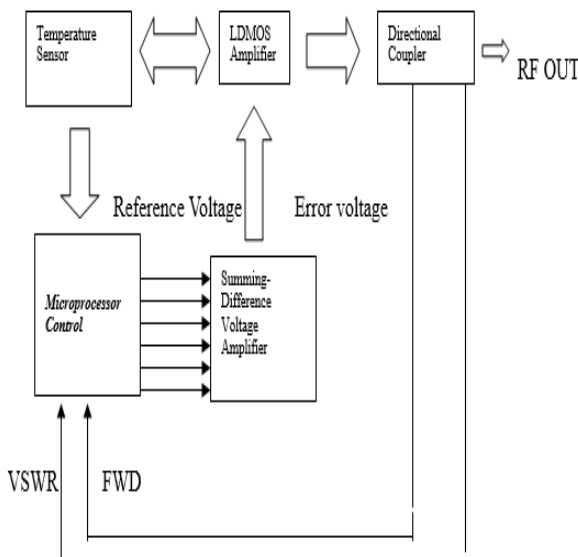 Temperature
Sensor
LDMOS
Amplifier
Directional
Coupler
RF OUT
Reference Voltage
Error voltage
Microprocessor
Control
Summing-
Difference
Voltage
Amplifier
VSWR
FWD